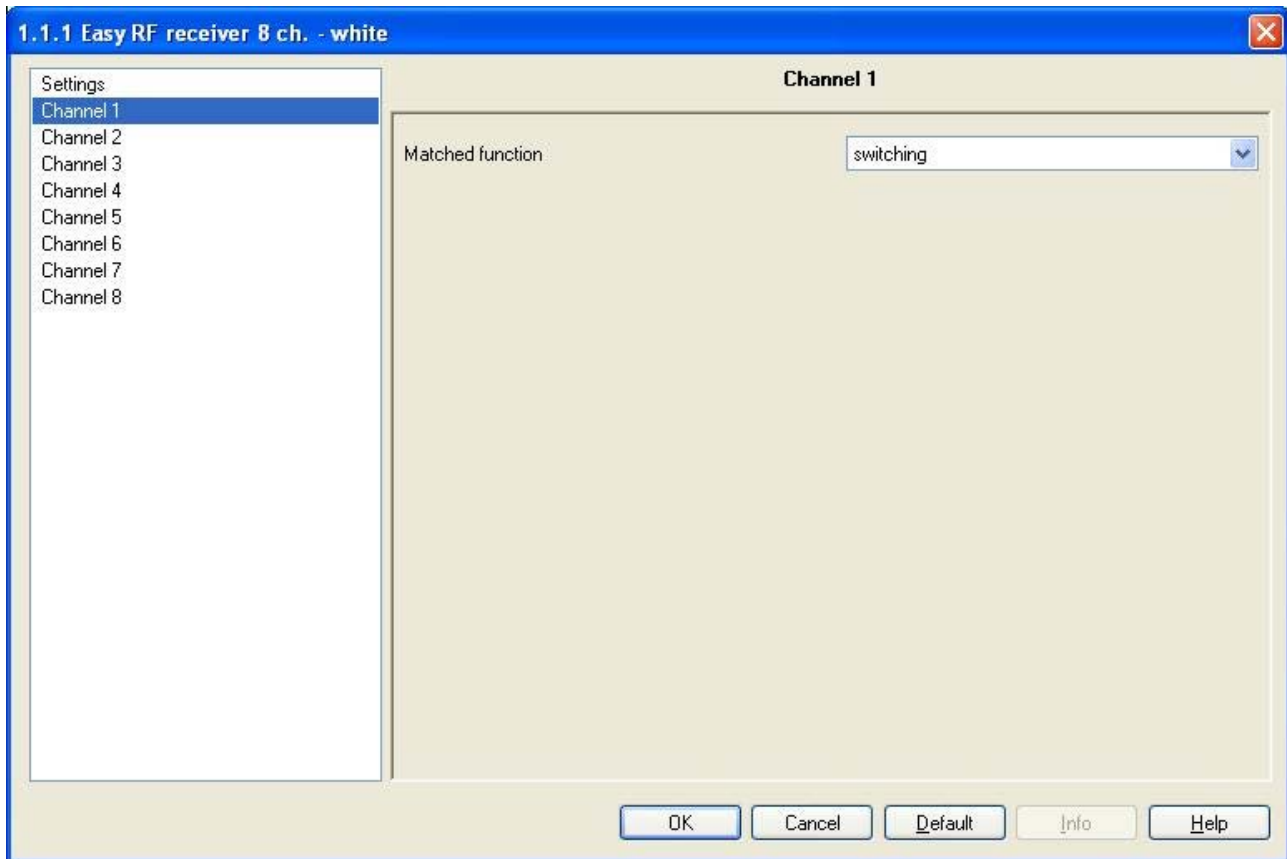 1.1.1 Easy RF receiver 8 ch. - white
Settings
Channel 1
Channel 2
Channel 3
Channel 4
Channel 5
Channel 6
Channel 7
Channel 8
Channel 1
Matched function
switching
OK
Cancel
Default
Info
Help